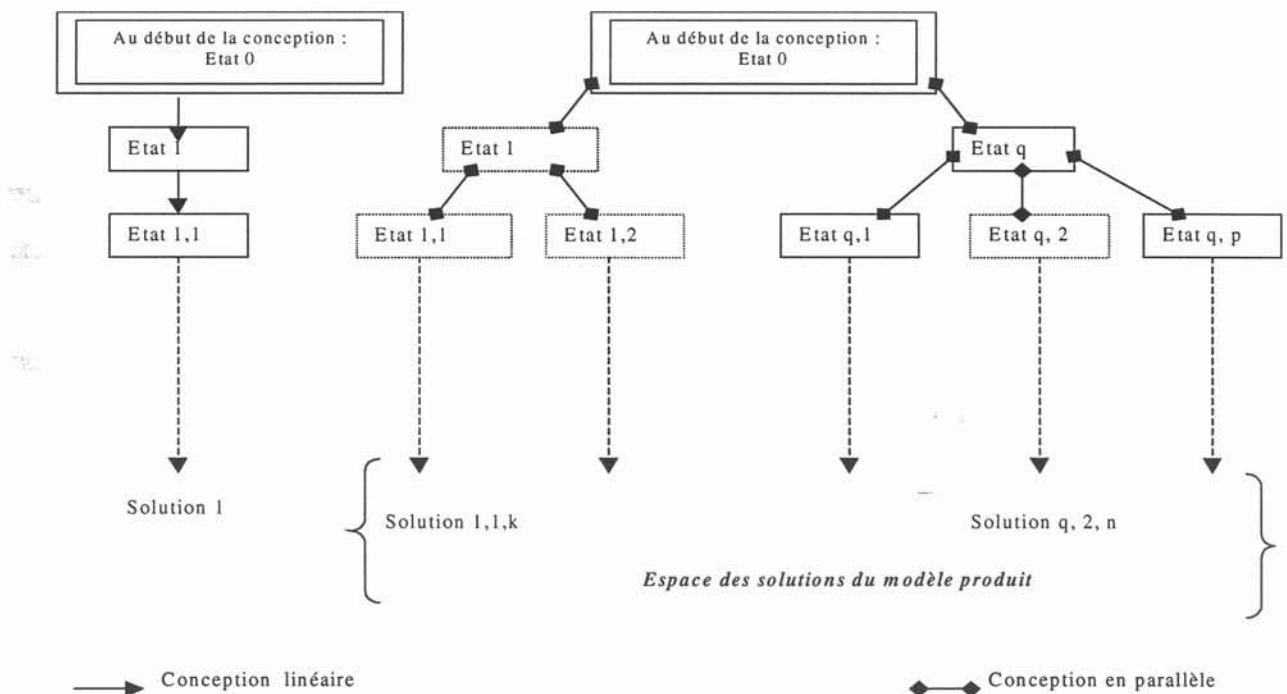 Au début de la conception :
Etat 0
Au début de la conception :
Etat 0
Etat 1
Etat 1
Etat q
Etat 1,1
Etat 1,1
Etat 1,2
Etat q,1
Etat q, 2
Etat q, p
Solution 1
Solution 1,1,k
Solution q, 2, n
Espace des solutions du modèle produit
Conception linéaire
Conception en parallèle